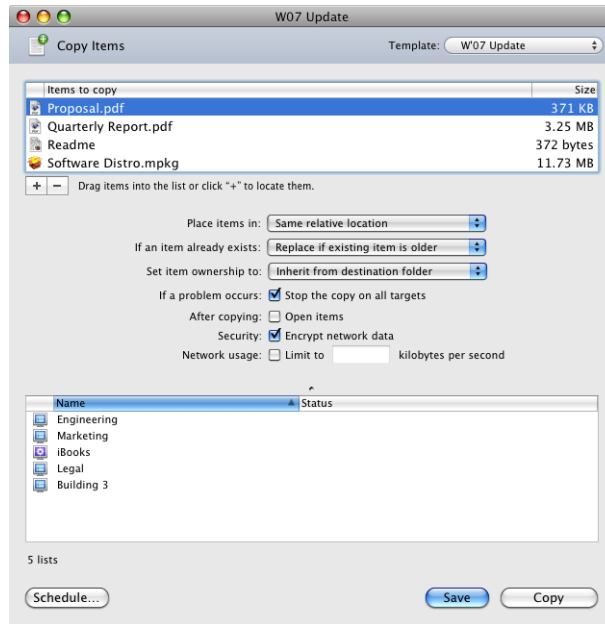 W07 Update
Copy Items
Template: W'07 Update
Items to copy Size
Proposal.pdf 371 KB
Quarterly Report.pdf 3.25 MB
Readme 372 bytes
Software Distro.mpkg 11.73 MB
+ − Drag items into the list or click “+” to locate them.
Place items in: Same relative location
If an item already exists: Replace if existing item is older
Set item ownership to: Inherit from destination folder
If a problem occurs: Stop the copy on all targets
After copying: Open items
Security: Encrypt network data
Network usage: Limit to kilobytes per second
Name Status
Engineering
Marketing
iBooks
Legal
Building 3
5 lists
Schedule... Save Copy